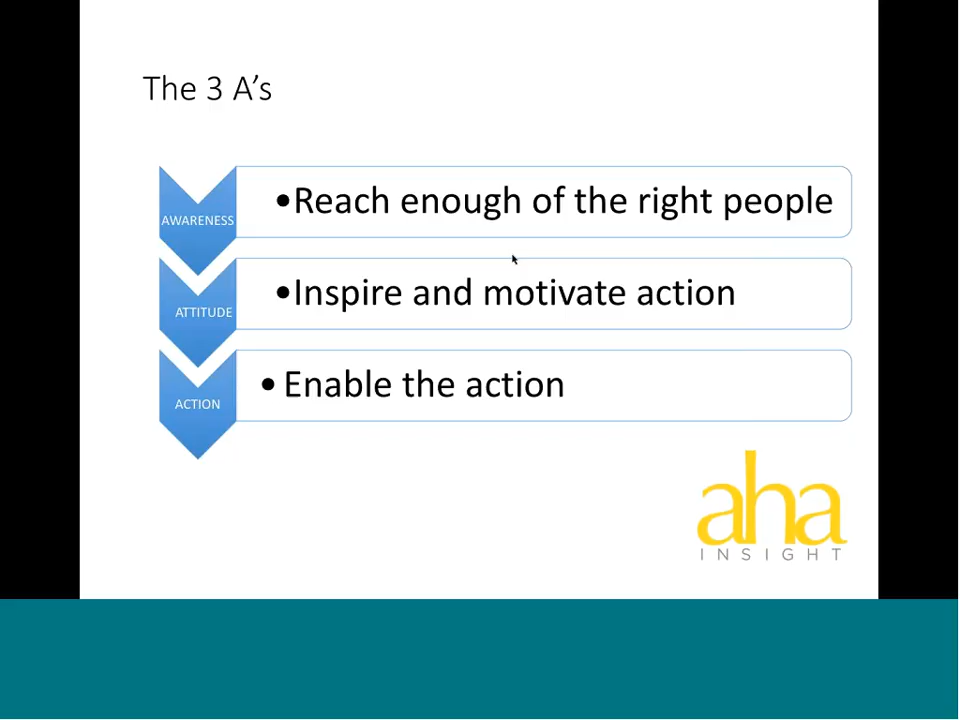 The 3 A’s
AWARENESS
•Reach enough of the right people
ATTITUDE
•Inspire and motivate action
ACTION
• Enable the action
aha
INSIGHT